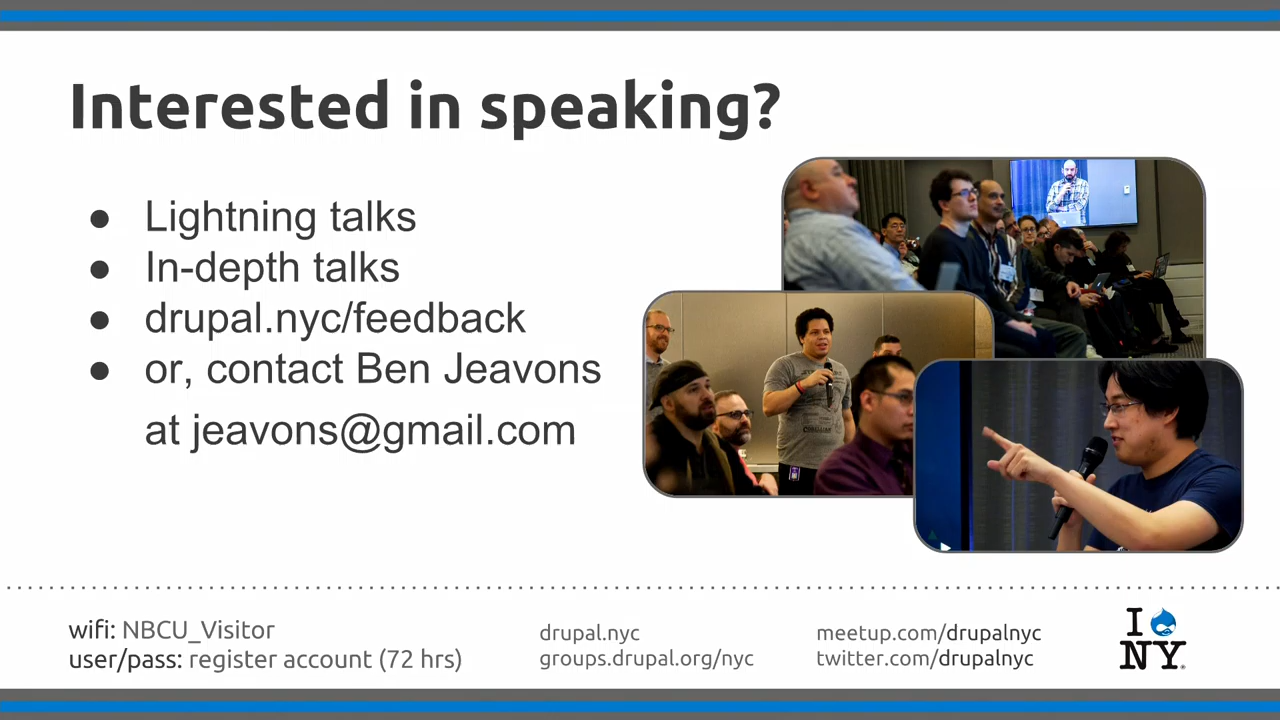 Interested in speaking?
● Lightning talks
● In-depth talks
● drupal.nyc/feedback
● or, contact Ben Jeavons
at jeavons@gmail.com
wifi: NBCU_Visitor
user/pass: register account (72 hrs)
drupal.nyc
groups.drupal.org/nyc
meetup.com/drupalnyc
twitter.com/drupalnyc
I
NY®